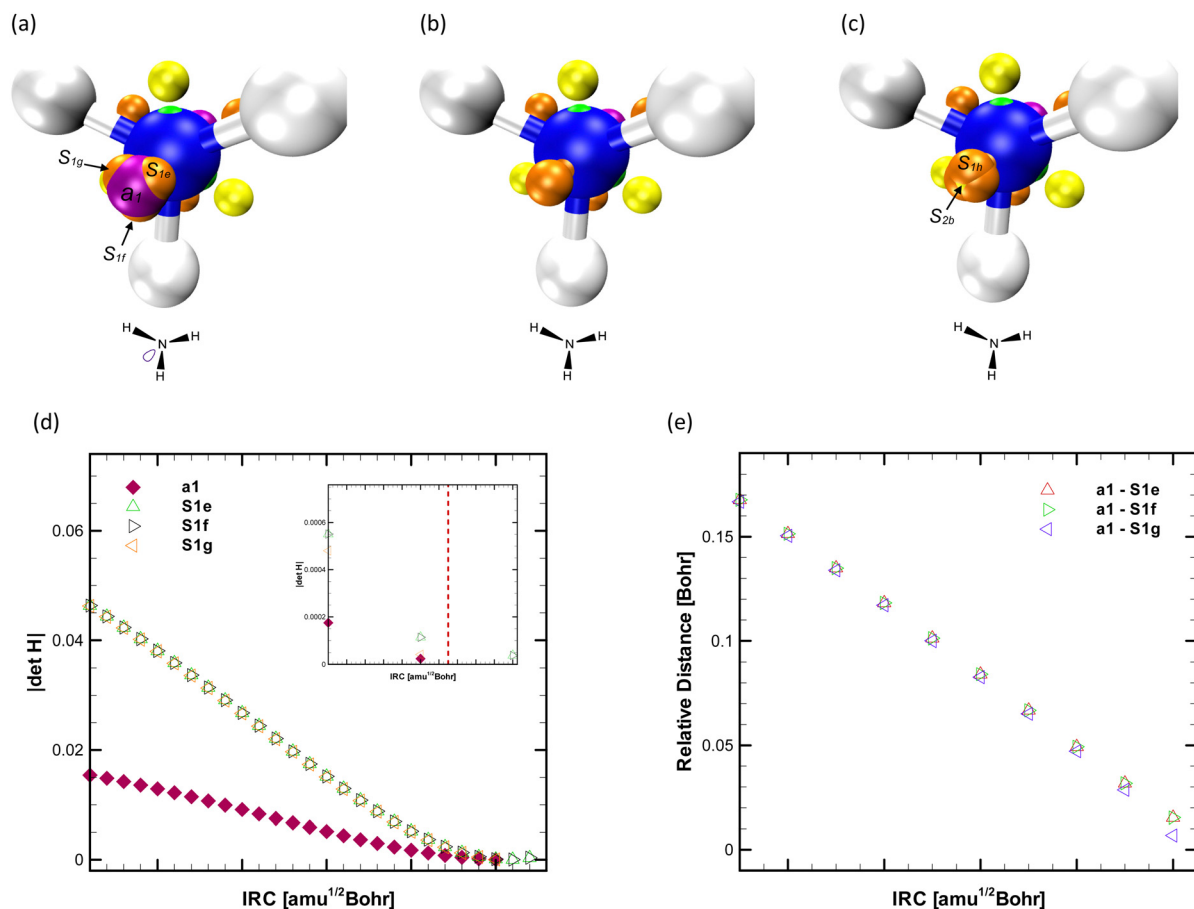 (a)
(b)
(c)
S1g
S1e
a1
S1f
S1h
S2b
H
N
H
H
H
N
H
H
H
N
H
H
(d)
(e)
a1
S1e
S1f
S1g
0.06
0.04
0.02
0
|det H|
IRC [amu1/2Bohr]
0.0006
0.0004
0.0002
0
|det H|
IRC [amu1/2Bohr]
a1 - S1e
a1 - S1f
a1 - S1g
0.15
0.1
0.05
0
Relative Distance [Bohr]
IRC [amu1/2Bohr]